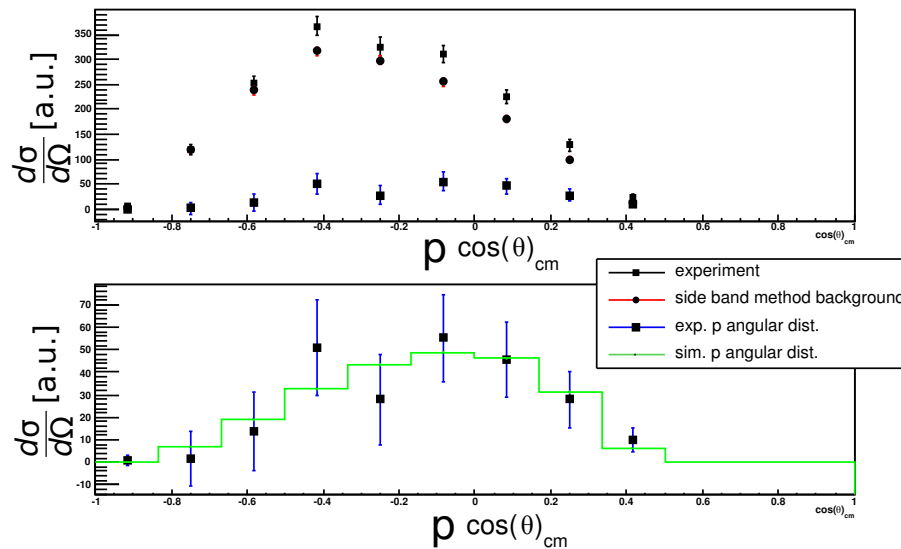 dσ/dΩ [a.u.]
350
300
250
200
150
100
50
0
-1 -0.8 -0.6 -0.4 -0.2 0 0.2 0.4 0.6 0.8 1
cos(θ)cm
p cos(θ)cm
experiment
side band method background
exp. p angular dist.
sim. p angular dist.
dσ/dΩ [a.u.]
70
60
50
40
30
20
10
0
-10
-1 -0.8 -0.6 -0.4 -0.2 0 0.2 0.4 0.6 0.8 1
cos(θ)cm
p cos(θ)cm